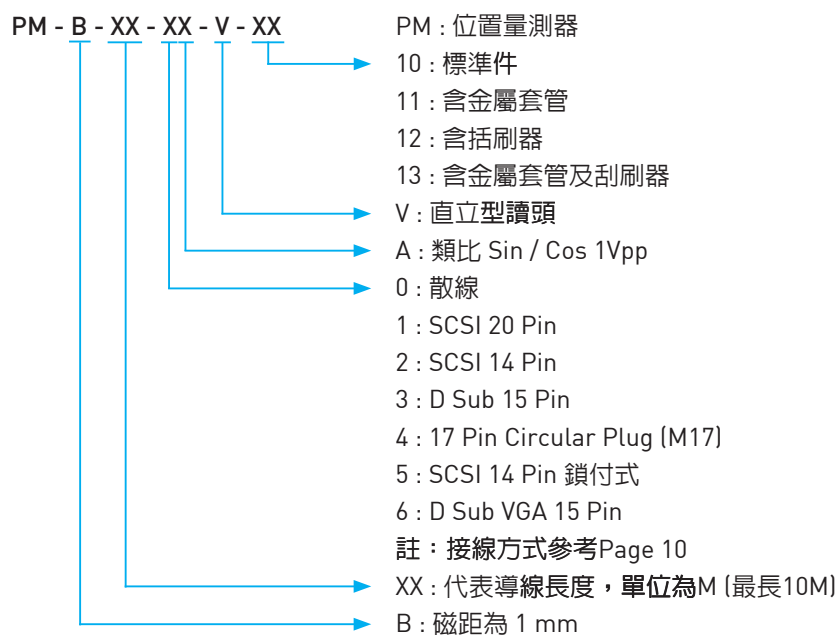 PM - B - XX - XX - V - XX
PM : 位置量測器
10 : 標準件
11 : 含金屬套管
12 : 含括刷器
13 : 含金屬套管及刮刷器
V : 直立型讀頭
A : 類比 Sin / Cos 1Vpp
0 : 散線
1 : SCSI 20 Pin
2 : SCSI 14 Pin
3 : D Sub 15 Pin
4 : 17 Pin Circular Plug (M17)
5 : SCSI 14 Pin 鎖付式
6 : D Sub VGA 15 Pin
註：接線方式參考Page 10
XX : 代表導線長度，單位為M (最長10M)
B : 磁距為 1 mm